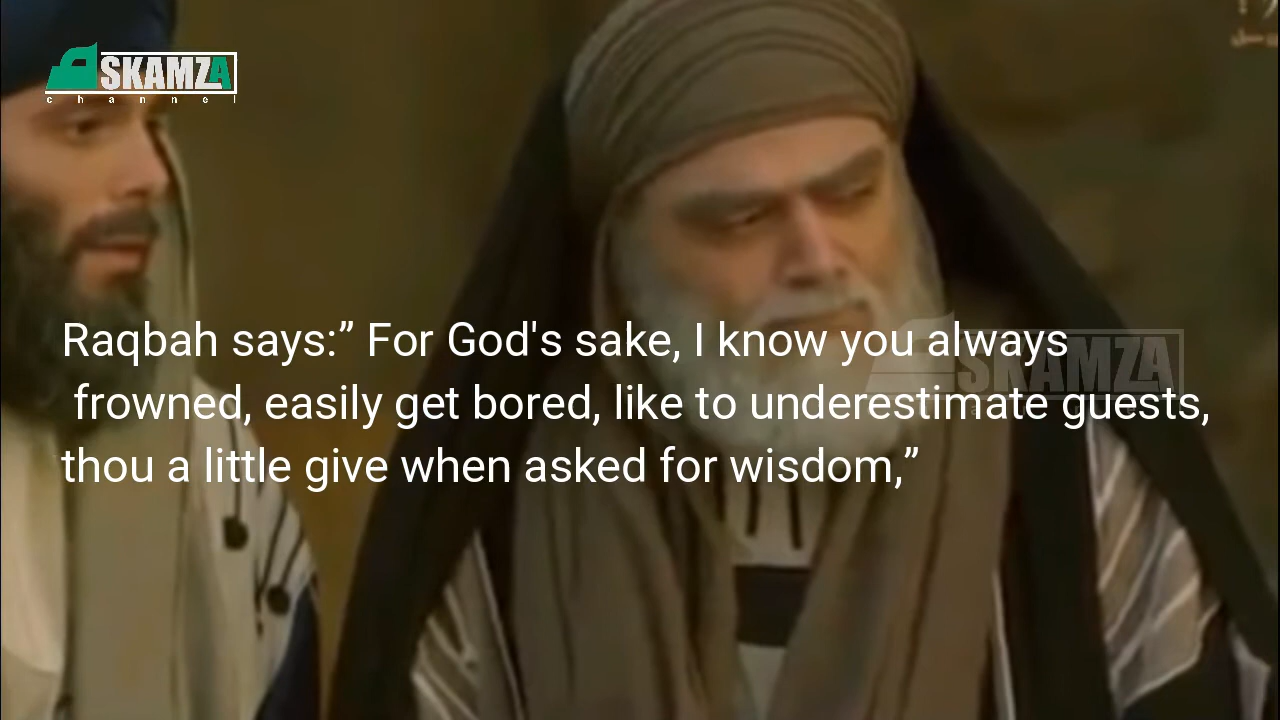 SKAMZA
channel
Raqbah says:” For God's sake, I know you always
frowned, easily get bored, like to underestimate guests,
thou a little give when asked for wisdom,”
SKAMZA